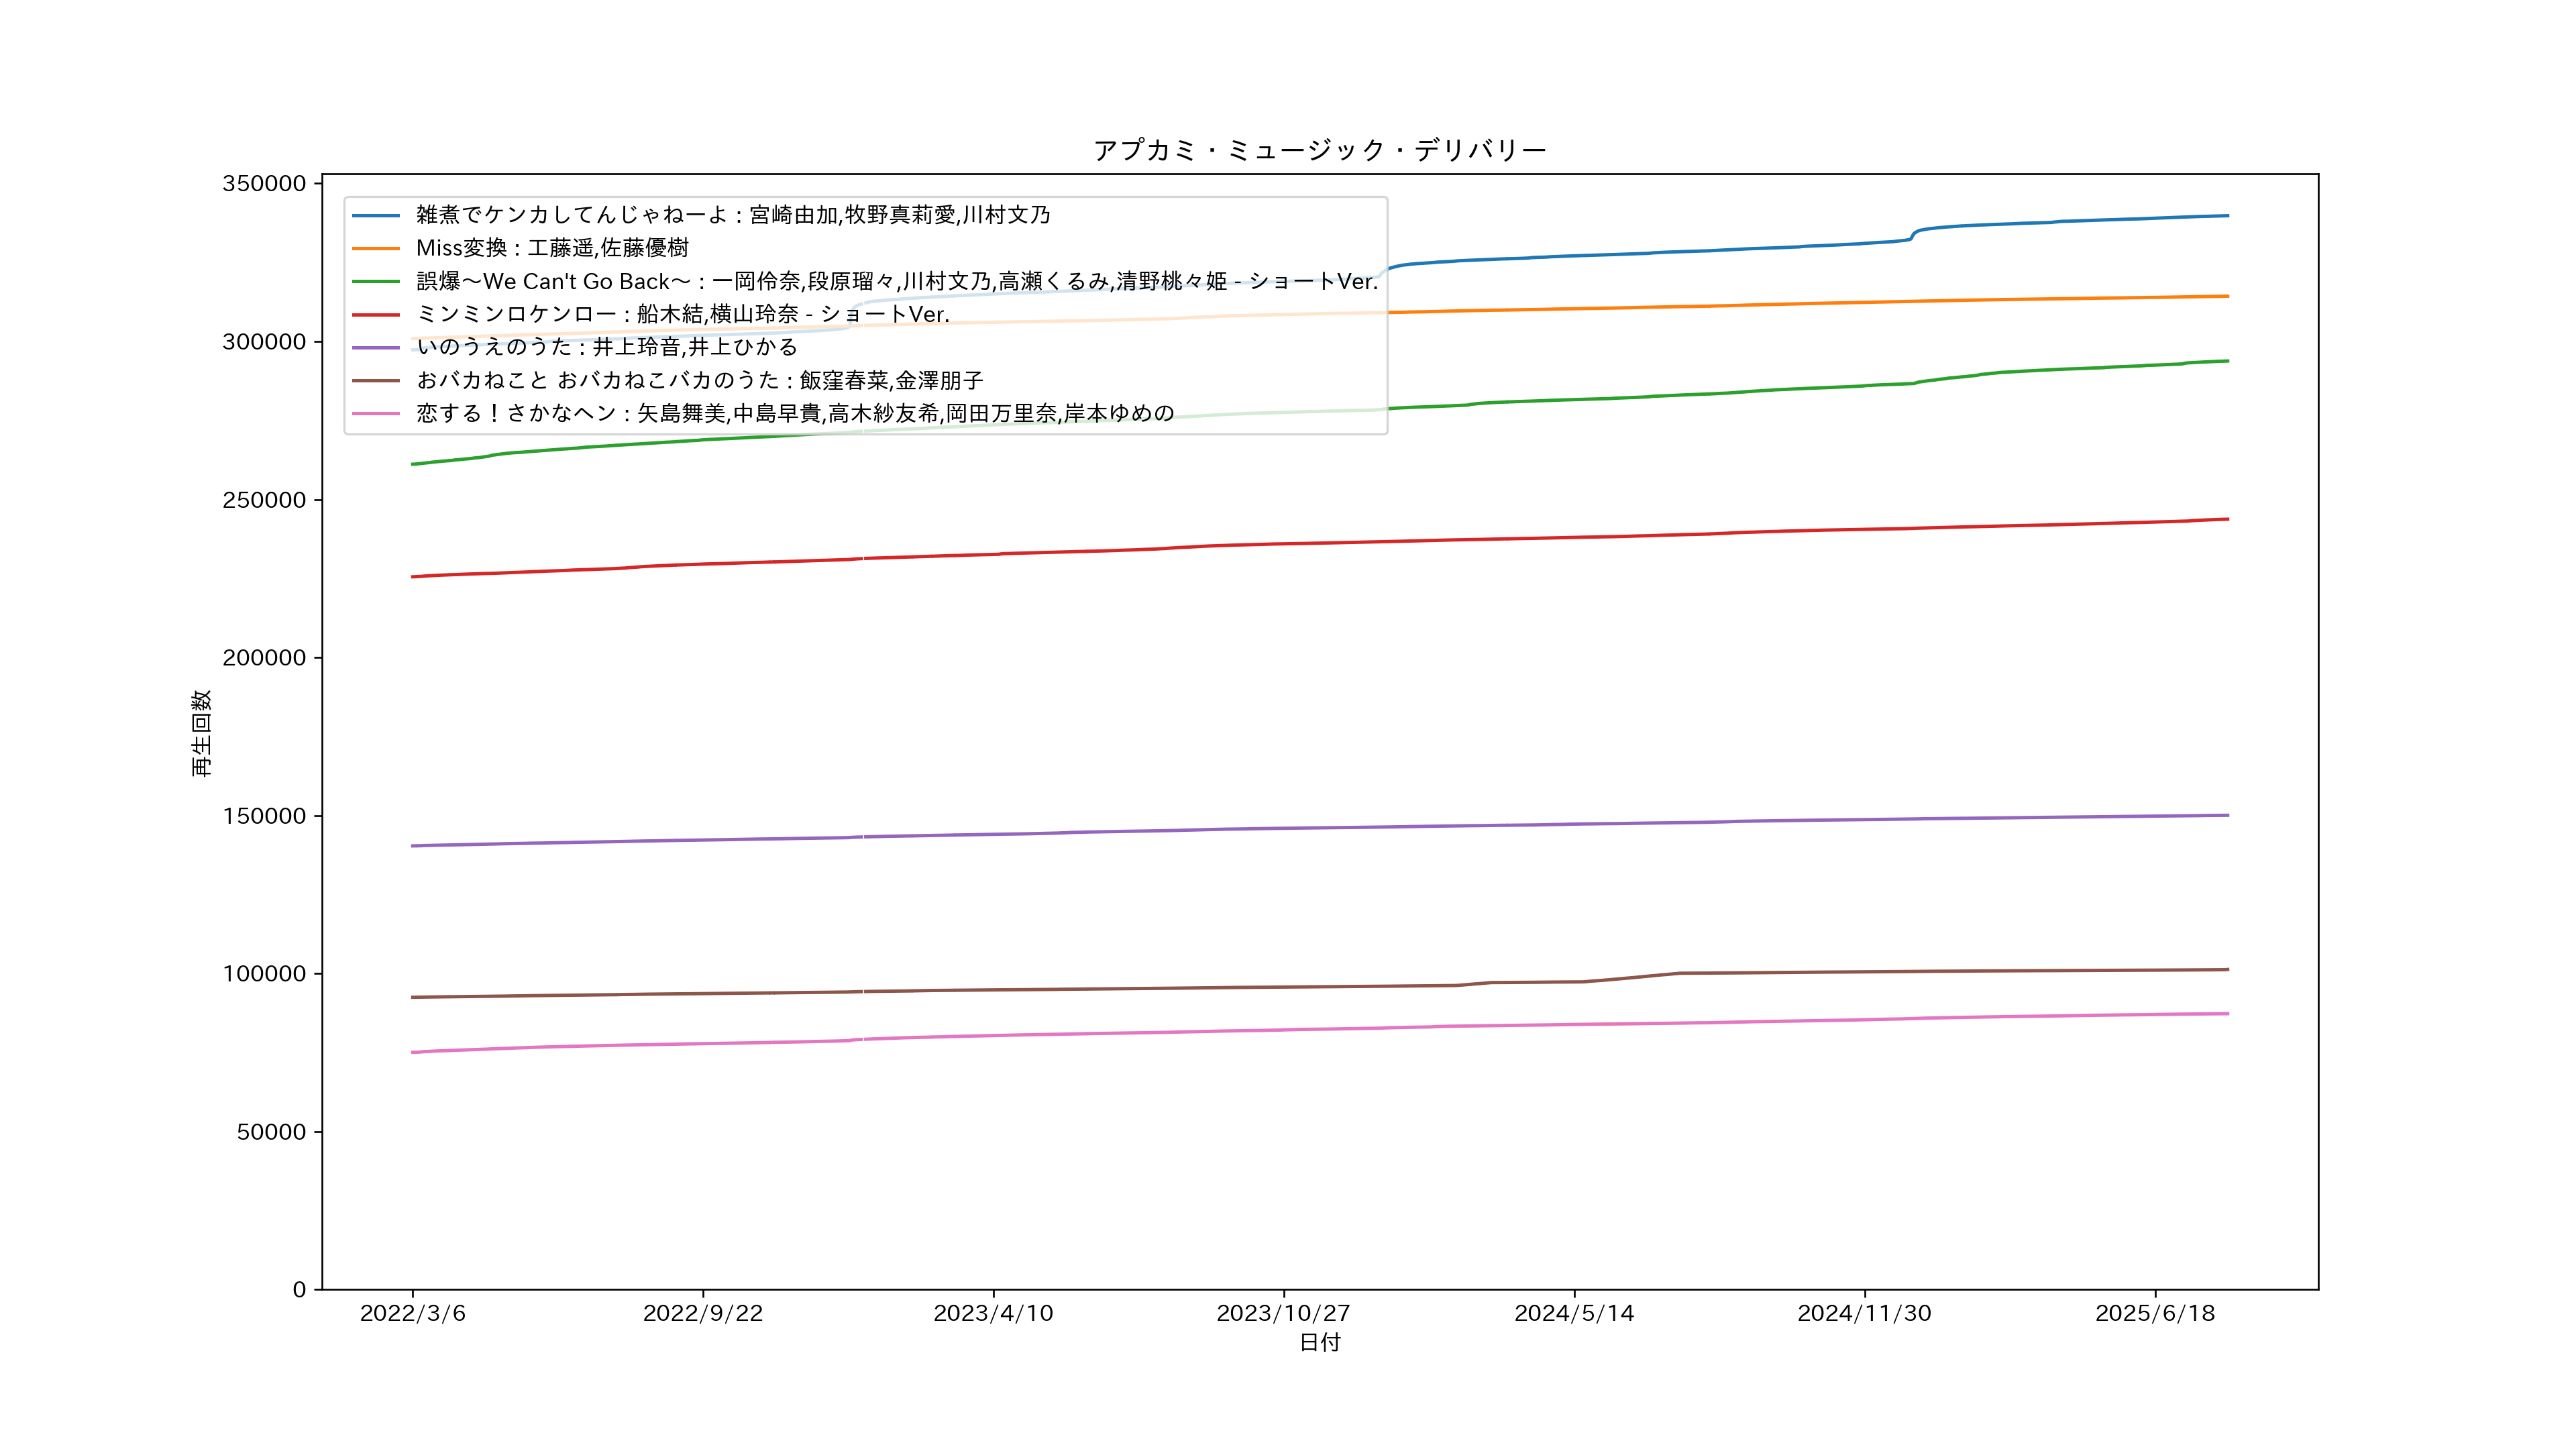 アプカミ・ミュージック・デリバリー
350000
300000
250000
200000
150000
100000
50000
0
再生回数
雑煮でケンカしてんじゃねーよ : 宮崎由加,牧野真莉愛,川村文乃
Miss変換 : 工藤遥,佐藤優樹
誤爆～We Can't Go Back～ : 一岡伶奈,段原瑠々,川村文乃,高瀬くるみ,清野桃々姫 - ショートVer.
ミンミンロケンロー : 船木結,横山玲奈 - ショートVer.
いのうえのうた : 井上玲音,井上ひかる
おバカねこと おバカねこバカのうた : 飯窪春菜,金澤朋子
恋する！さかなヘン : 矢島舞美,中島早貴,高木紗友希,岡田万里奈,岸本ゆめの
2022/3/6
2022/9/22
2023/4/10
2023/10/27
2024/5/14
2024/11/30
2025/6/18
日付